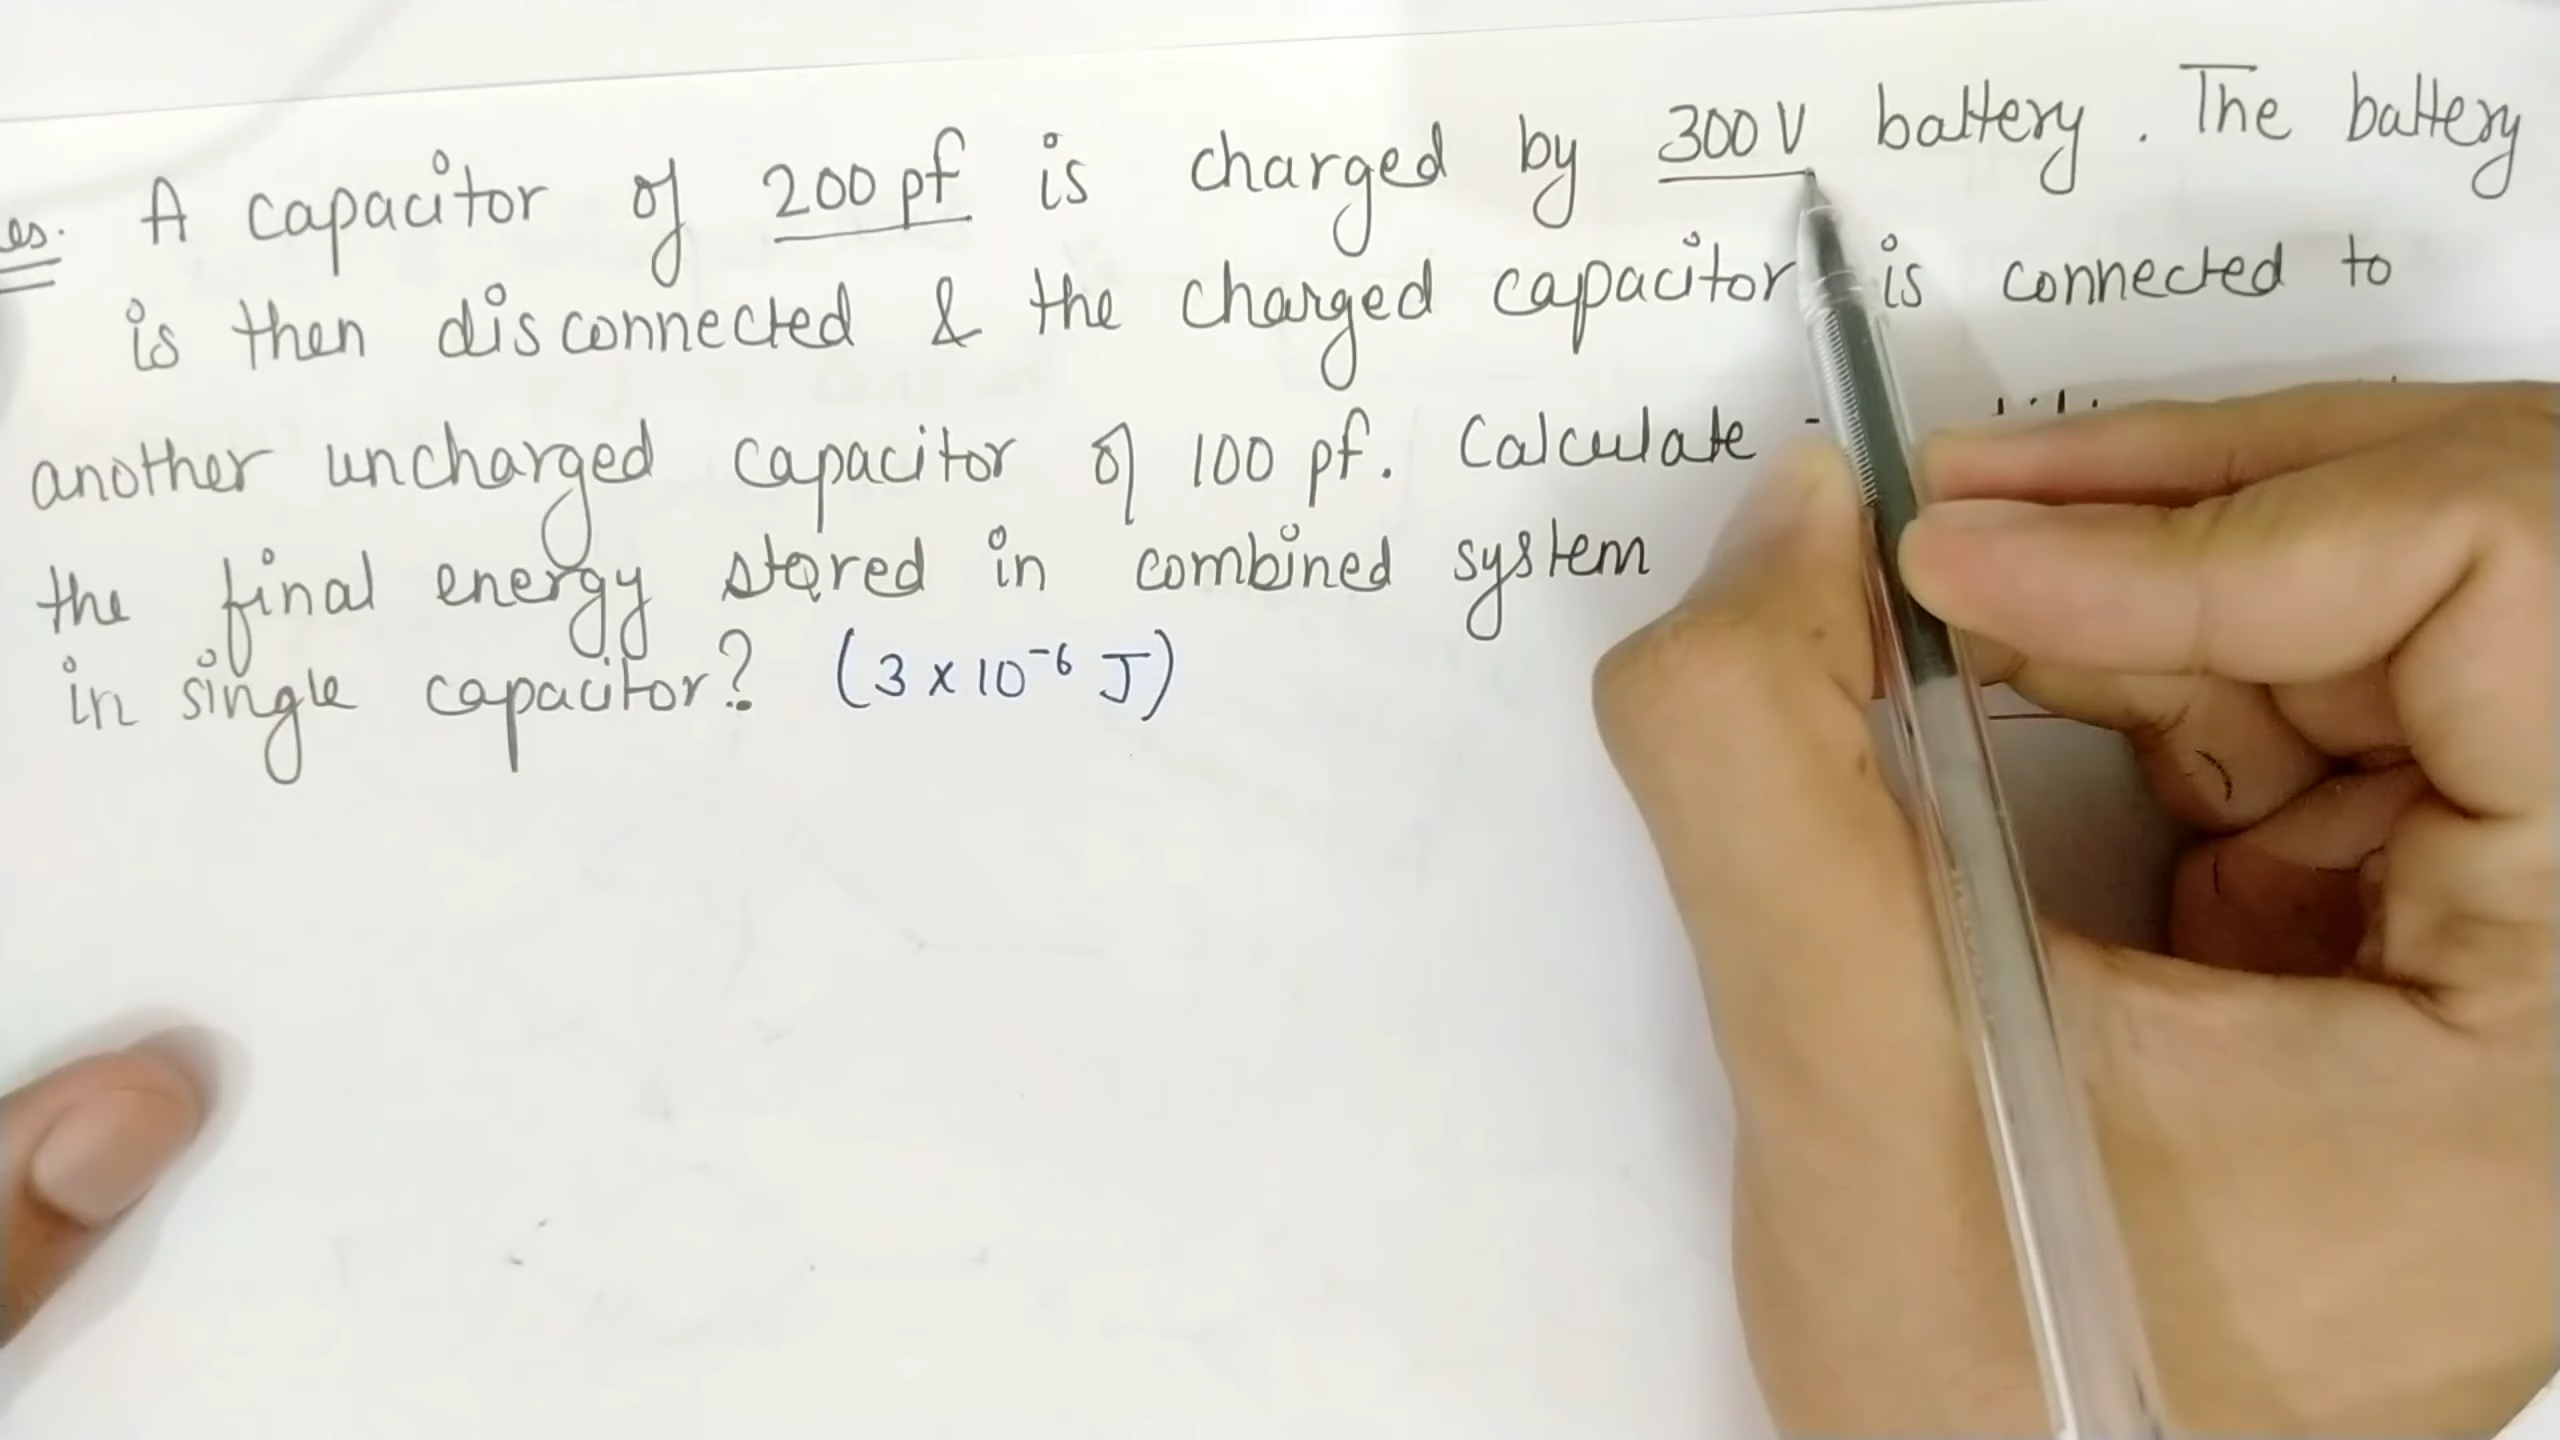 es. A capacitor of 200 pf is charged by 300 V battery. The battery
is then disconnected & the charged capacitor is connected to
another uncharged capacitor of 100 pf. Calculate
the final energy stored in combined system
in single capacitor? (3 x 10⁻⁶ J)